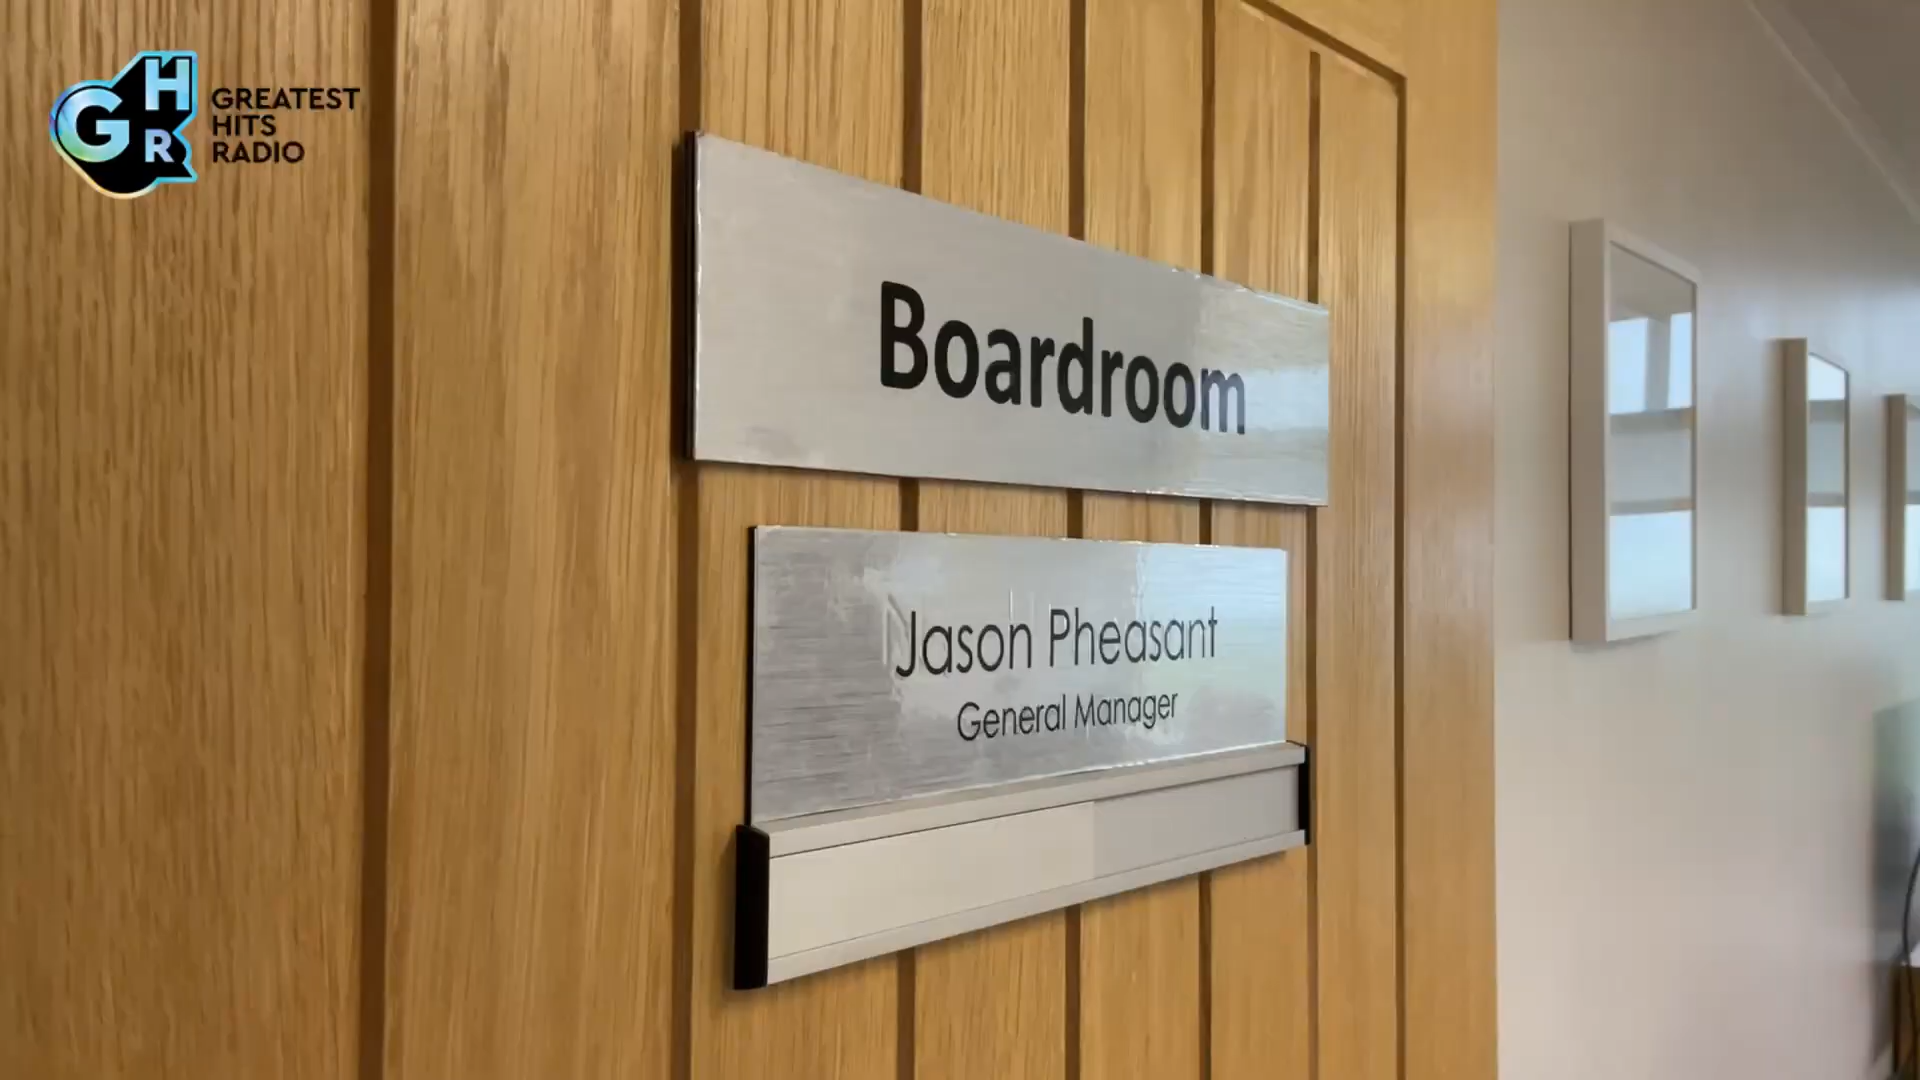 GHR
GREATEST
HITS
RADIO
Boardroom
Jason Pheasant
General Manager